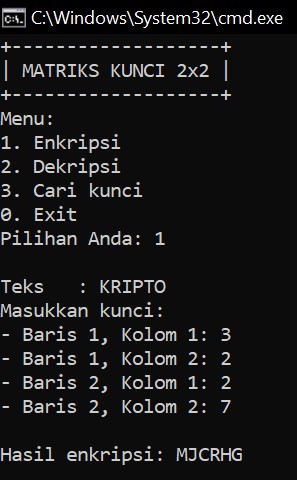 C:\Windows\System32\cmd.exe
+-------------------+
| MATRIKS KUNCI 2x2 |
+-------------------+
Menu:
1. Enkripsi
2. Dekripsi
3. Cari kunci
0. Exit
Pilihan Anda: 1
Teks   : KRIPTO
Masukkan kunci:
- Baris 1, Kolom 1: 3
- Baris 1, Kolom 2: 2
- Baris 2, Kolom 1: 2
- Baris 2, Kolom 2: 7
Hasil enkripsi: MJCRHG